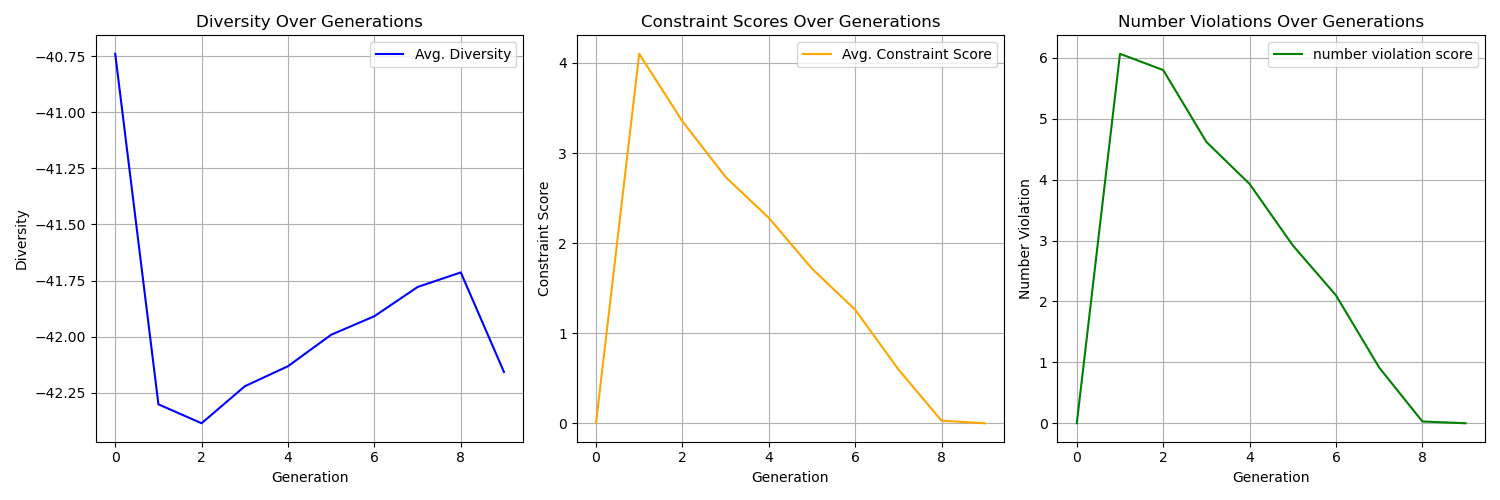 Diversity Over Generations
Avg. Diversity
−40.75
−41.00
−41.25
−41.50
−41.75
−42.00
−42.25
Diversity
0 2 4 6 8
Generation
Constraint Scores Over Generations
Avg. Constraint Score
4
3
2
1
0
Constraint Score
0 2 4 6 8
Generation
Number Violations Over Generations
number violation score
6
5
4
3
2
1
0
Number Violation
0 2 4 6 8
Generation